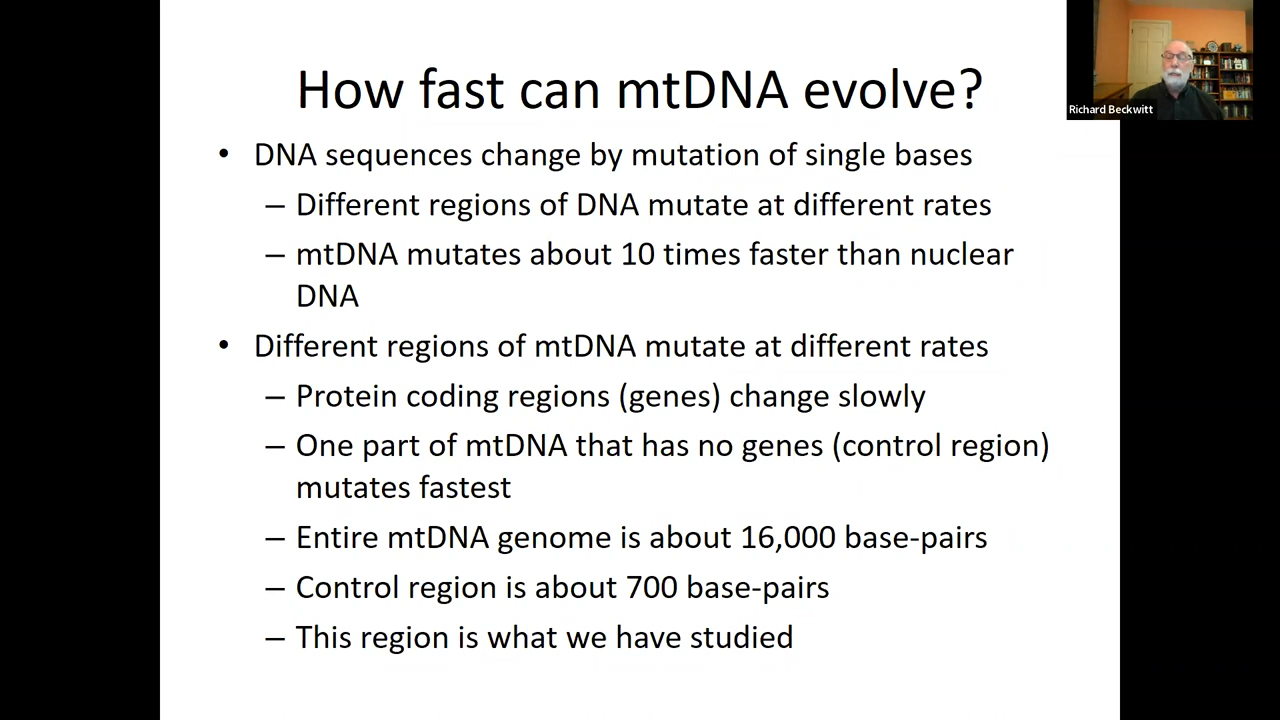 How fast can mtDNA evolve?
• DNA sequences change by mutation of single bases
– Different regions of DNA mutate at different rates
– mtDNA mutates about 10 times faster than nuclear
DNA
• Different regions of mtDNA mutate at different rates
– Protein coding regions (genes) change slowly
– One part of mtDNA that has no genes (control region)
mutates fastest
– Entire mtDNA genome is about 16,000 base-pairs
– Control region is about 700 base-pairs
– This region is what we have studied
Richard Beckwitt